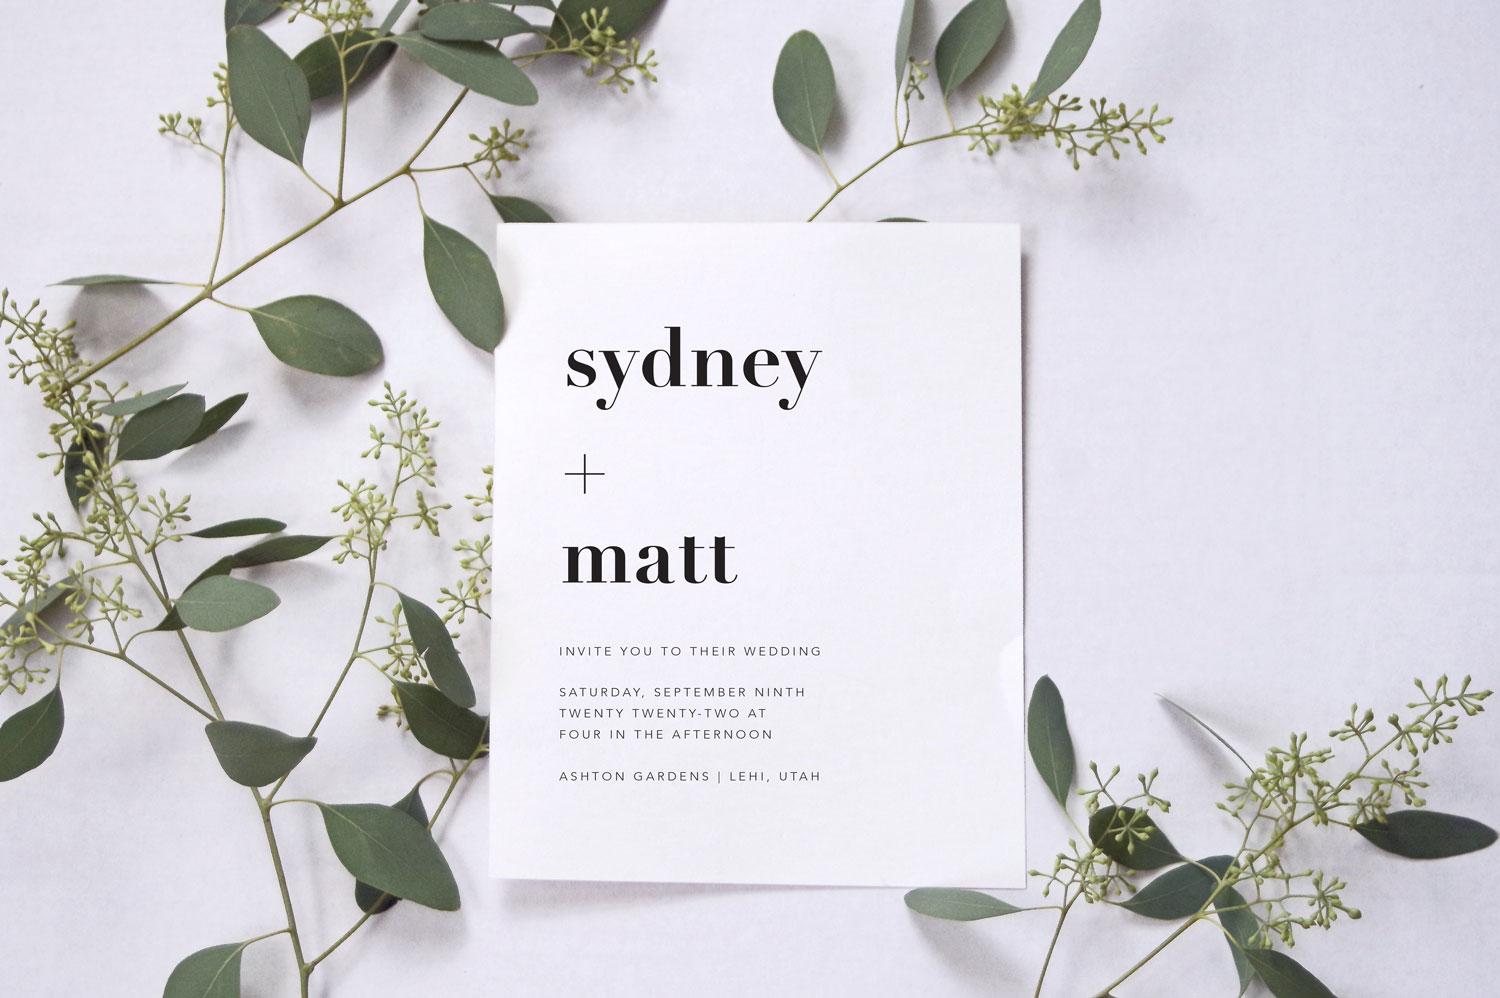 sydney
+
matt
INVITE YOU TO THEIR WEDDING
SATURDAY, SEPTEMBER NINTH
TWENTY TWENTY-TWO AT
FOUR IN THE AFTERNOON
ASHTON GARDENS | LEHI, UTAH